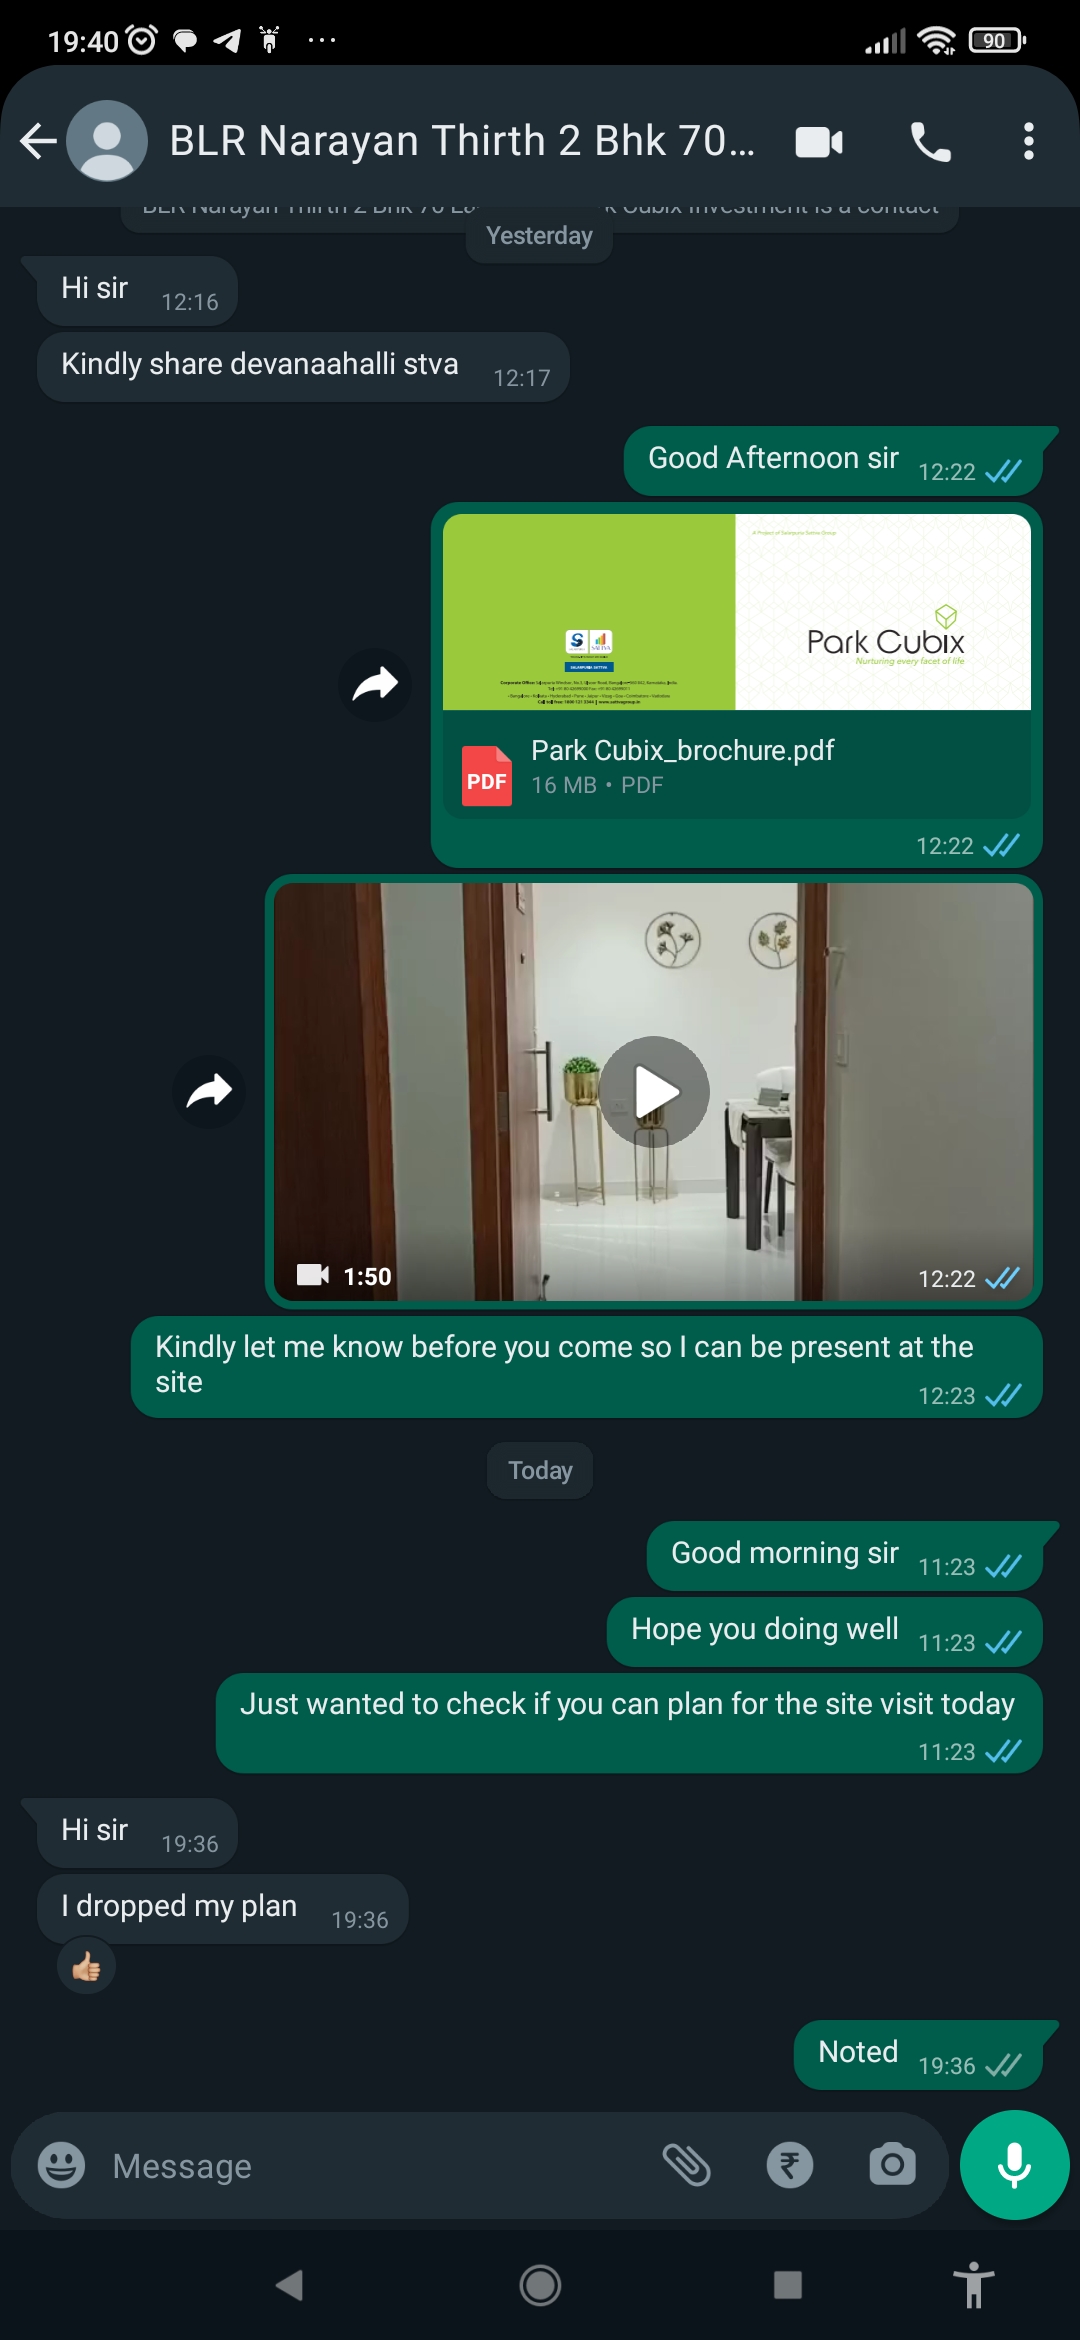 19:40
90
BLR Narayan Thirth 2 Bhk 70...
Yesterday
Hi sir 12:16
Kindly share devanaahalli stva 12:17
Good Afternoon sir 12:22
A Project of Salarpuria Sattva Group
Park Cubix
Nurturing every facet of life
PDF
Park Cubix_brochure.pdf
16 MB • PDF
12:22
1:50
12:22
Kindly let me know before you come so I can be present at the
site 12:23
Today
Good morning sir 11:23
Hope you doing well 11:23
Just wanted to check if you can plan for the site visit today
11:23
Hi sir 19:36
I dropped my plan 19:36
Noted 19:36
Message